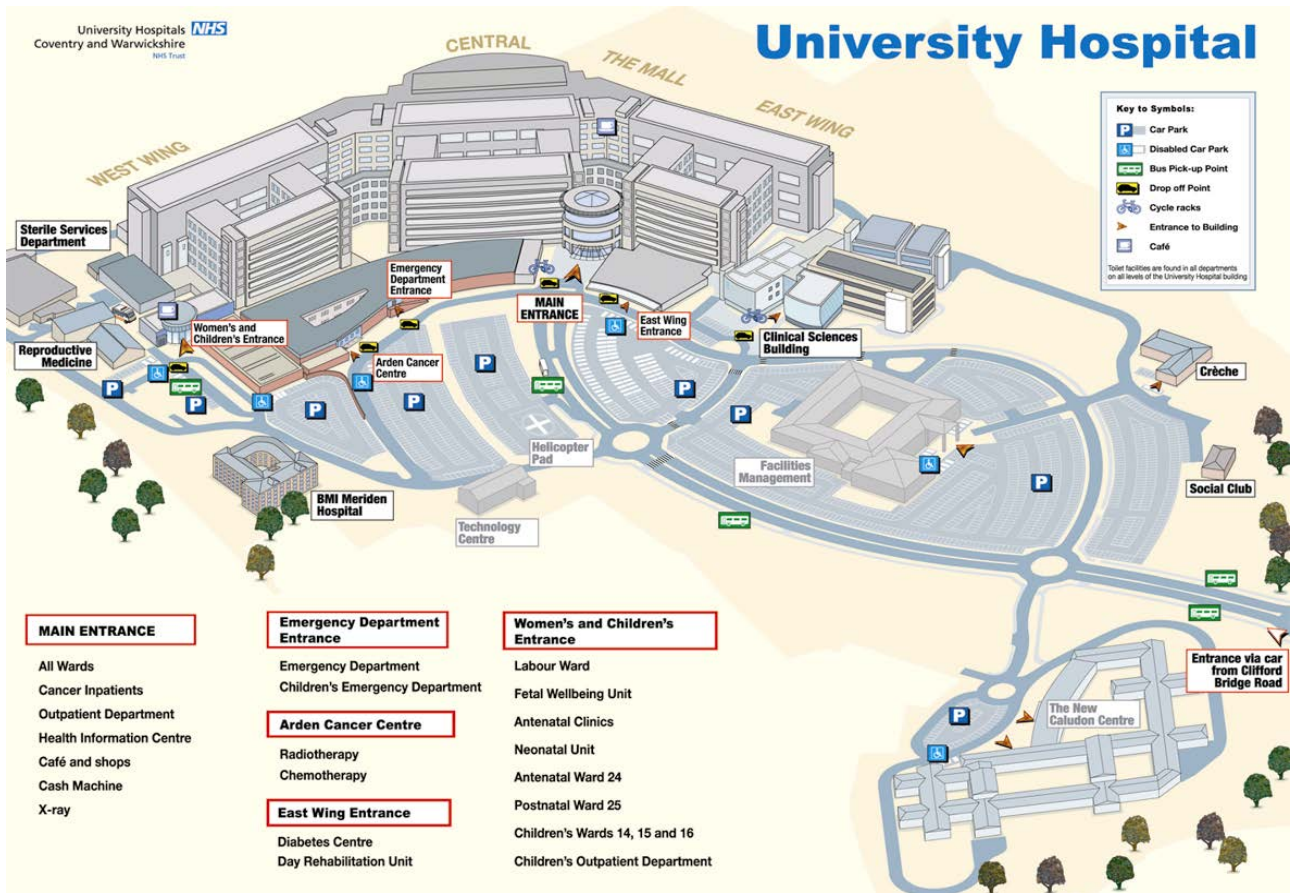 University Hospitals NHS
Coventry and Warwickshire
NHS Trust
University Hospital
CENTRAL
THE MALL
EAST WING
WEST WING
Key to Symbols:
P Car Park
Disabled Car Park
Bus Pick-up Point
Drop off Point
Cycle racks
Entrance to Building
Café
Toilet facilities are found in all departments
on all levels of the University Hospital building
Sterile Services
Department
Emergency
Department
Entrance
MAIN
ENTRANCE
East Wing
Entrance
Women's and
Children's Entrance
Clinical Sciences
Building
Reproductive
Medicine
Arden Cancer
Centre
Crèche
P
P
P
P
P
P
P
P
Helicopter
Pad
Facilities
Management
BMI Meriden
Hospital
Technology
Centre
Social Club
Entrance via car
from Clifford
Bridge Road
The New
Caludon Centre
P
MAIN ENTRANCE
All Wards
Cancer Inpatients
Outpatient Department
Health Information Centre
Café and shops
Cash Machine
X-ray
Emergency Department
Entrance
Emergency Department
Children's Emergency Department
Arden Cancer Centre
Radiotherapy
Chemotherapy
East Wing Entrance
Diabetes Centre
Day Rehabilitation Unit
Women's and Children's
Entrance
Labour Ward
Fetal Wellbeing Unit
Antenatal Clinics
Neonatal Unit
Antenatal Ward 24
Postnatal Ward 25
Children's Wards 14, 15 and 16
Children's Outpatient Department